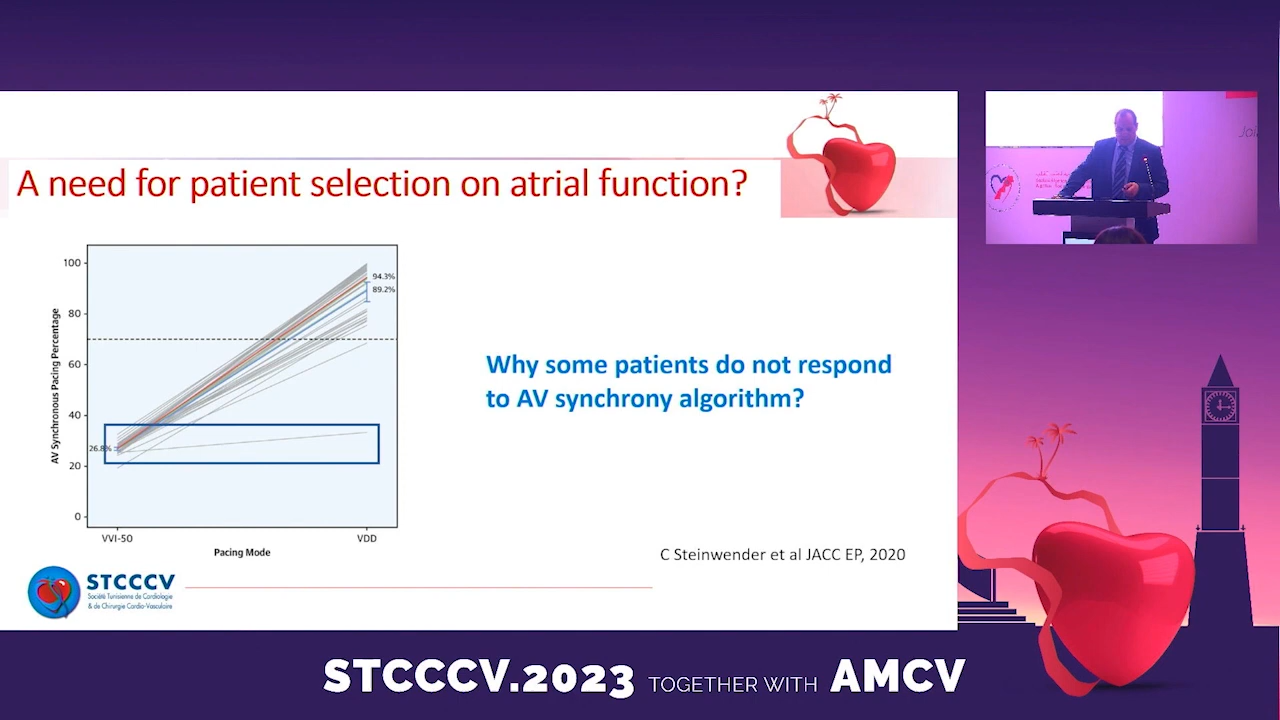 A need for patient selection on atrial function?
100
80
60
40
20
0
AV Synchronous Pacing Percentage
94.3%
89.2%
26.8%
VVI-50
VDD
Pacing Mode
Why some patients do not respond
to AV synchrony algorithm?
C Steinwender et al JACC EP, 2020
STCCCV
Société Tunisienne de Cardiologie
& de Chirurgie Cardio-Vasculaire
STCCCV.2023 TOGETHER WITH AMCV